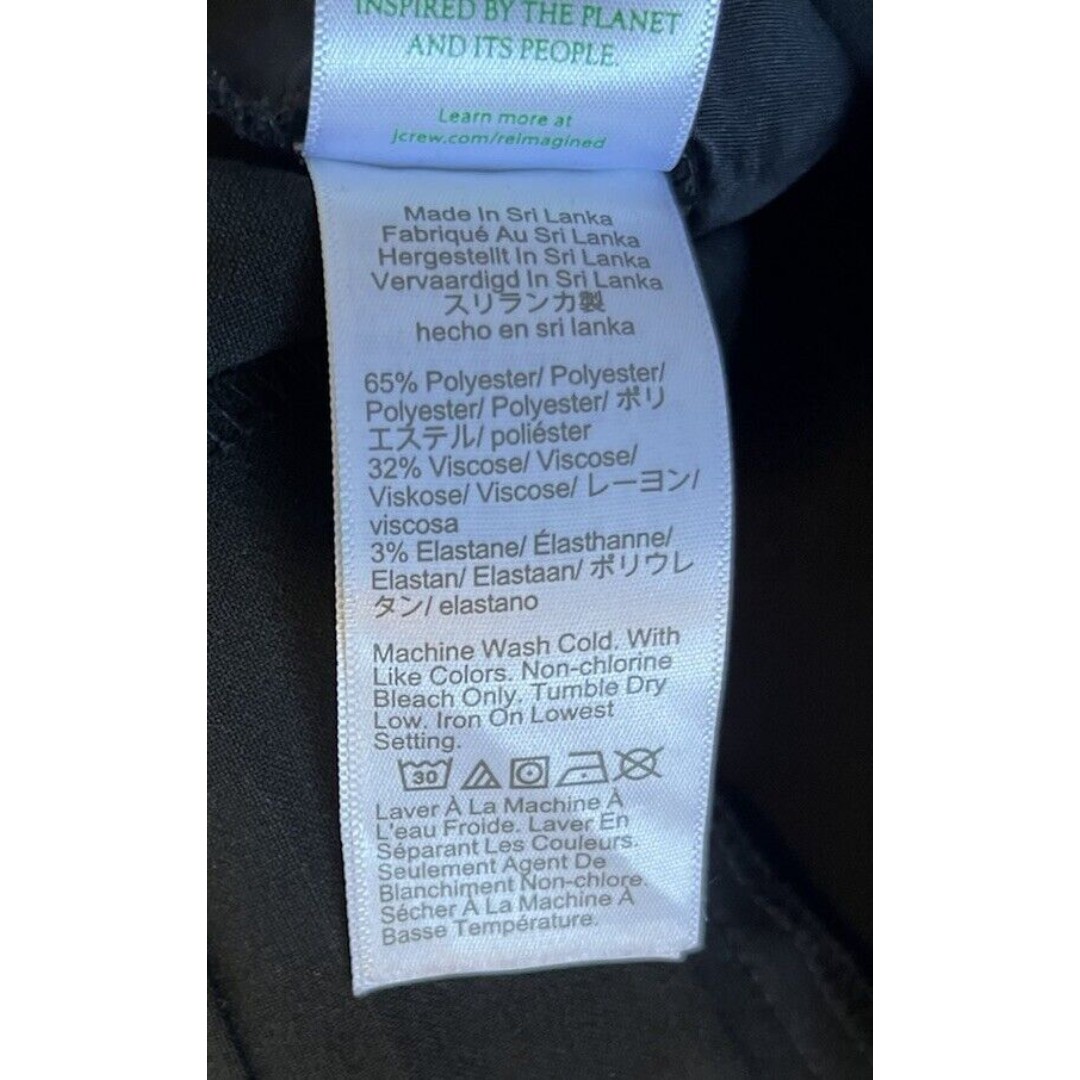 INSPIRED BY THE PLANET
AND ITS PEOPLE.
Learn more at
jcrew.com/reimagined
Made In Sri Lanka
Fabriqué Au Sri Lanka
Hergestellt In Sri Lanka
Vervaardigd In Sri Lanka
スリランカ製
hecho en sri lanka
65% Polyester/ Polyester/
Polyester/ Polyester/ ポリ
エステル/ poliéster
32% Viscose/ Viscose/
Viskose/ Viscose/ レーヨン/
viscosa
3% Elastane/ Élasthanne/
Elastan/ Elastaan/ ポリウレ
タン/ elastano
Machine Wash Cold. With
Like Colors. Non-chlorine
Bleach Only. Tumble Dry
Low. Iron On Lowest
Setting.
30
Laver À La Machine À
L'eau Froide. Laver En
Séparant Les Couleurs.
Seulement Agent De
Blanchiment Non-chlore.
Sécher À La Machine À
Basse Température.